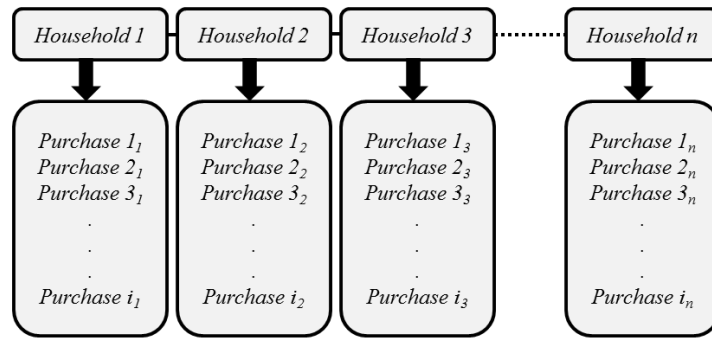 Household 1 Household 2 Household 3 Household n
Purchase 1₁ Purchase 1₂ Purchase 1₃ Purchase 1ₙ
Purchase 2₁ Purchase 2₂ Purchase 2₃ Purchase 2ₙ
Purchase 3₁ Purchase 3₂ Purchase 3₃ Purchase 3ₙ
. . . .
. . . .
. . . .
Purchase i₁ Purchase i₂ Purchase i₃ Purchase iₙ